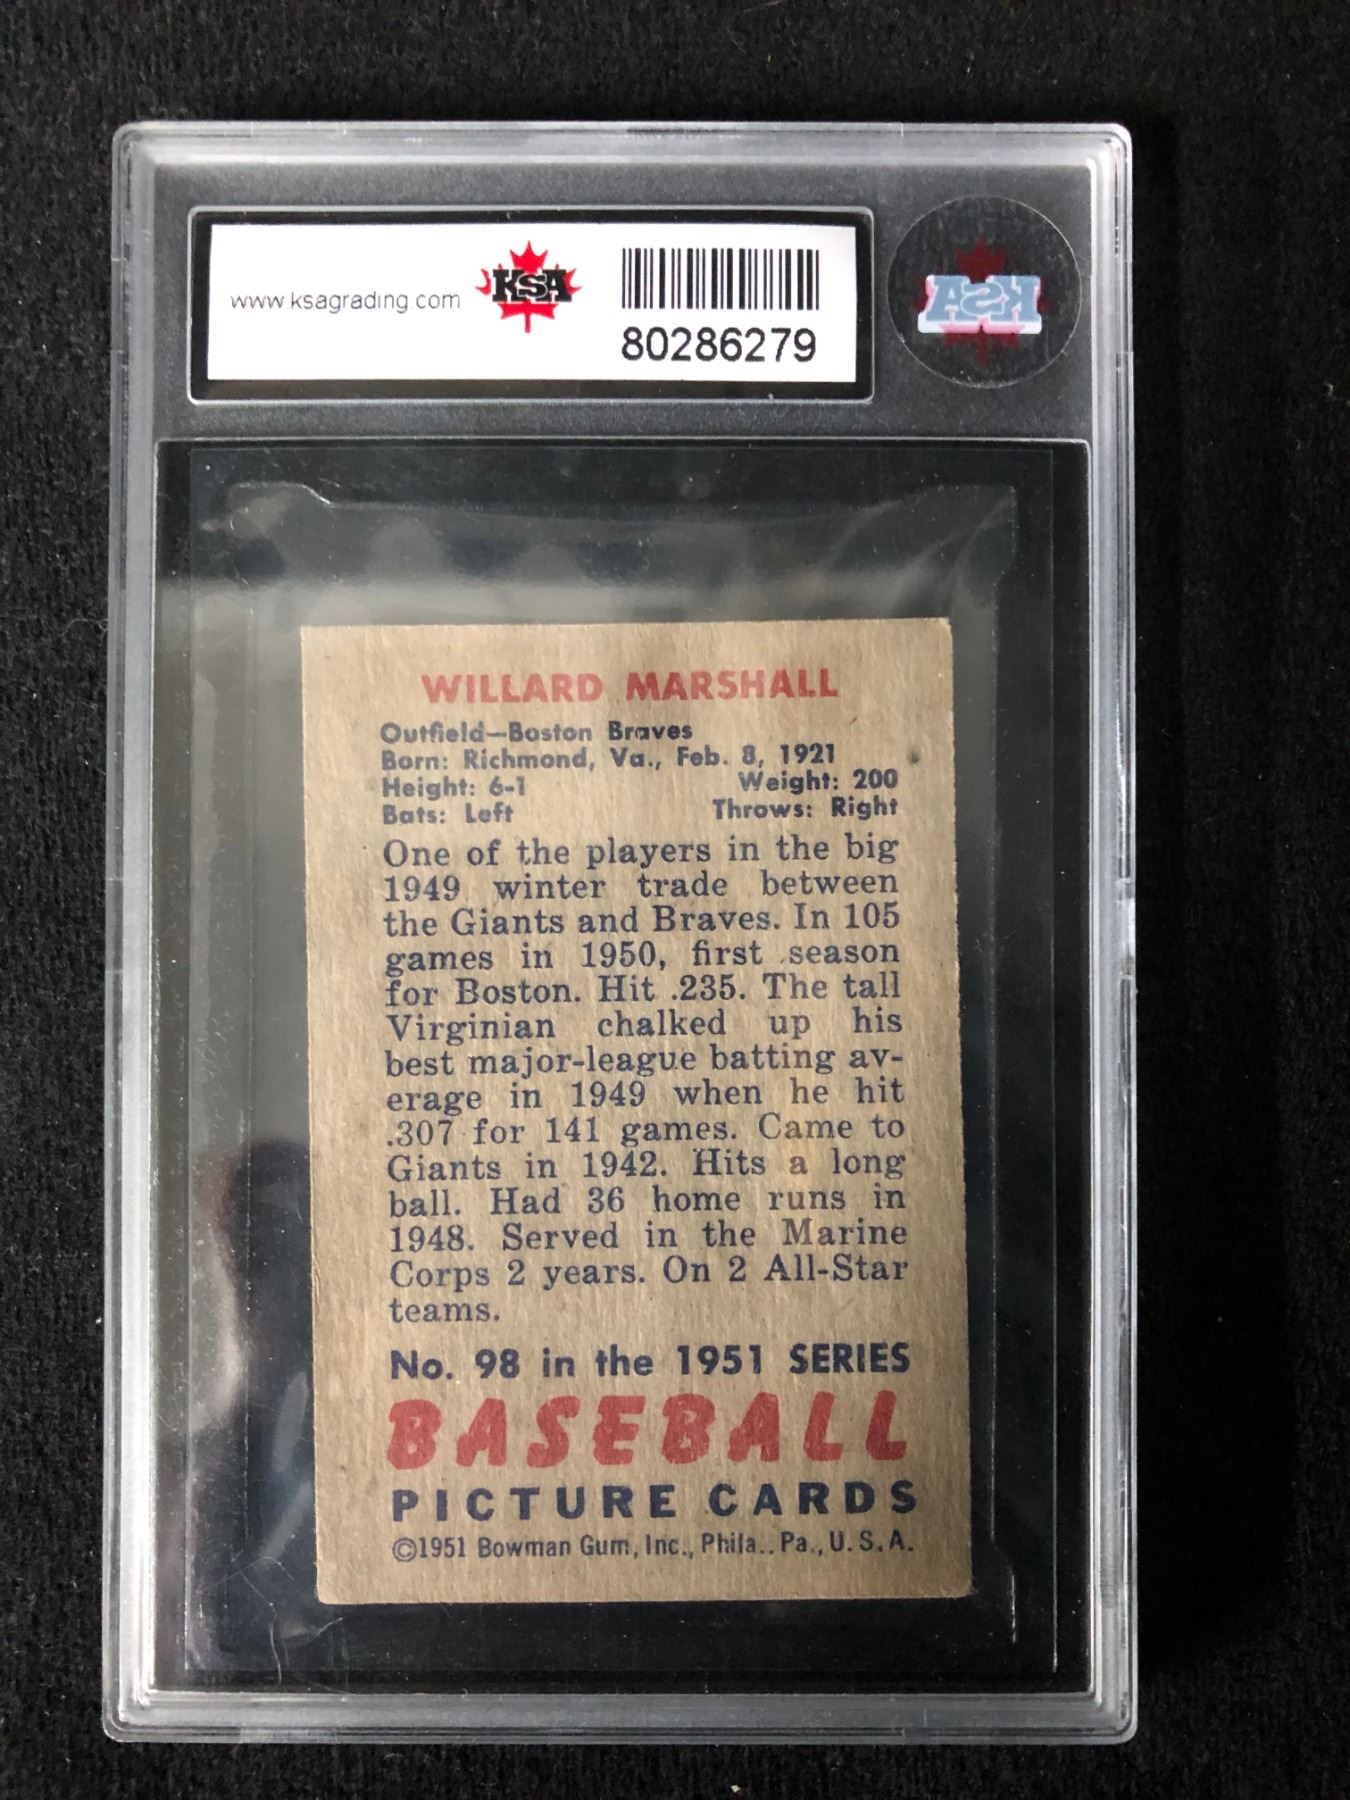 www.ksagrading.com
KSA
80286279
KSA
WILLARD MARSHALL
Outfield—Boston Braves
Born: Richmond, Va., Feb. 8, 1921
Height: 6-1 Weight: 200
Bats: Left Throws: Right
One of the players in the big
1949 winter trade between
the Giants and Braves. In 105
games in 1950, first season
for Boston. Hit .235. The tall
Virginian chalked up his
best major-league batting av-
erage in 1949 when he hit
.307 for 141 games. Came to
Giants in 1942. Hits a long
ball. Had 36 home runs in
1948. Served in the Marine
Corps 2 years. On 2 All-Star
teams.
No. 98 in the 1951 SERIES
BASEBALL
PICTURE CARDS
©1951 Bowman Gum, Inc., Phila., Pa., U. S. A.